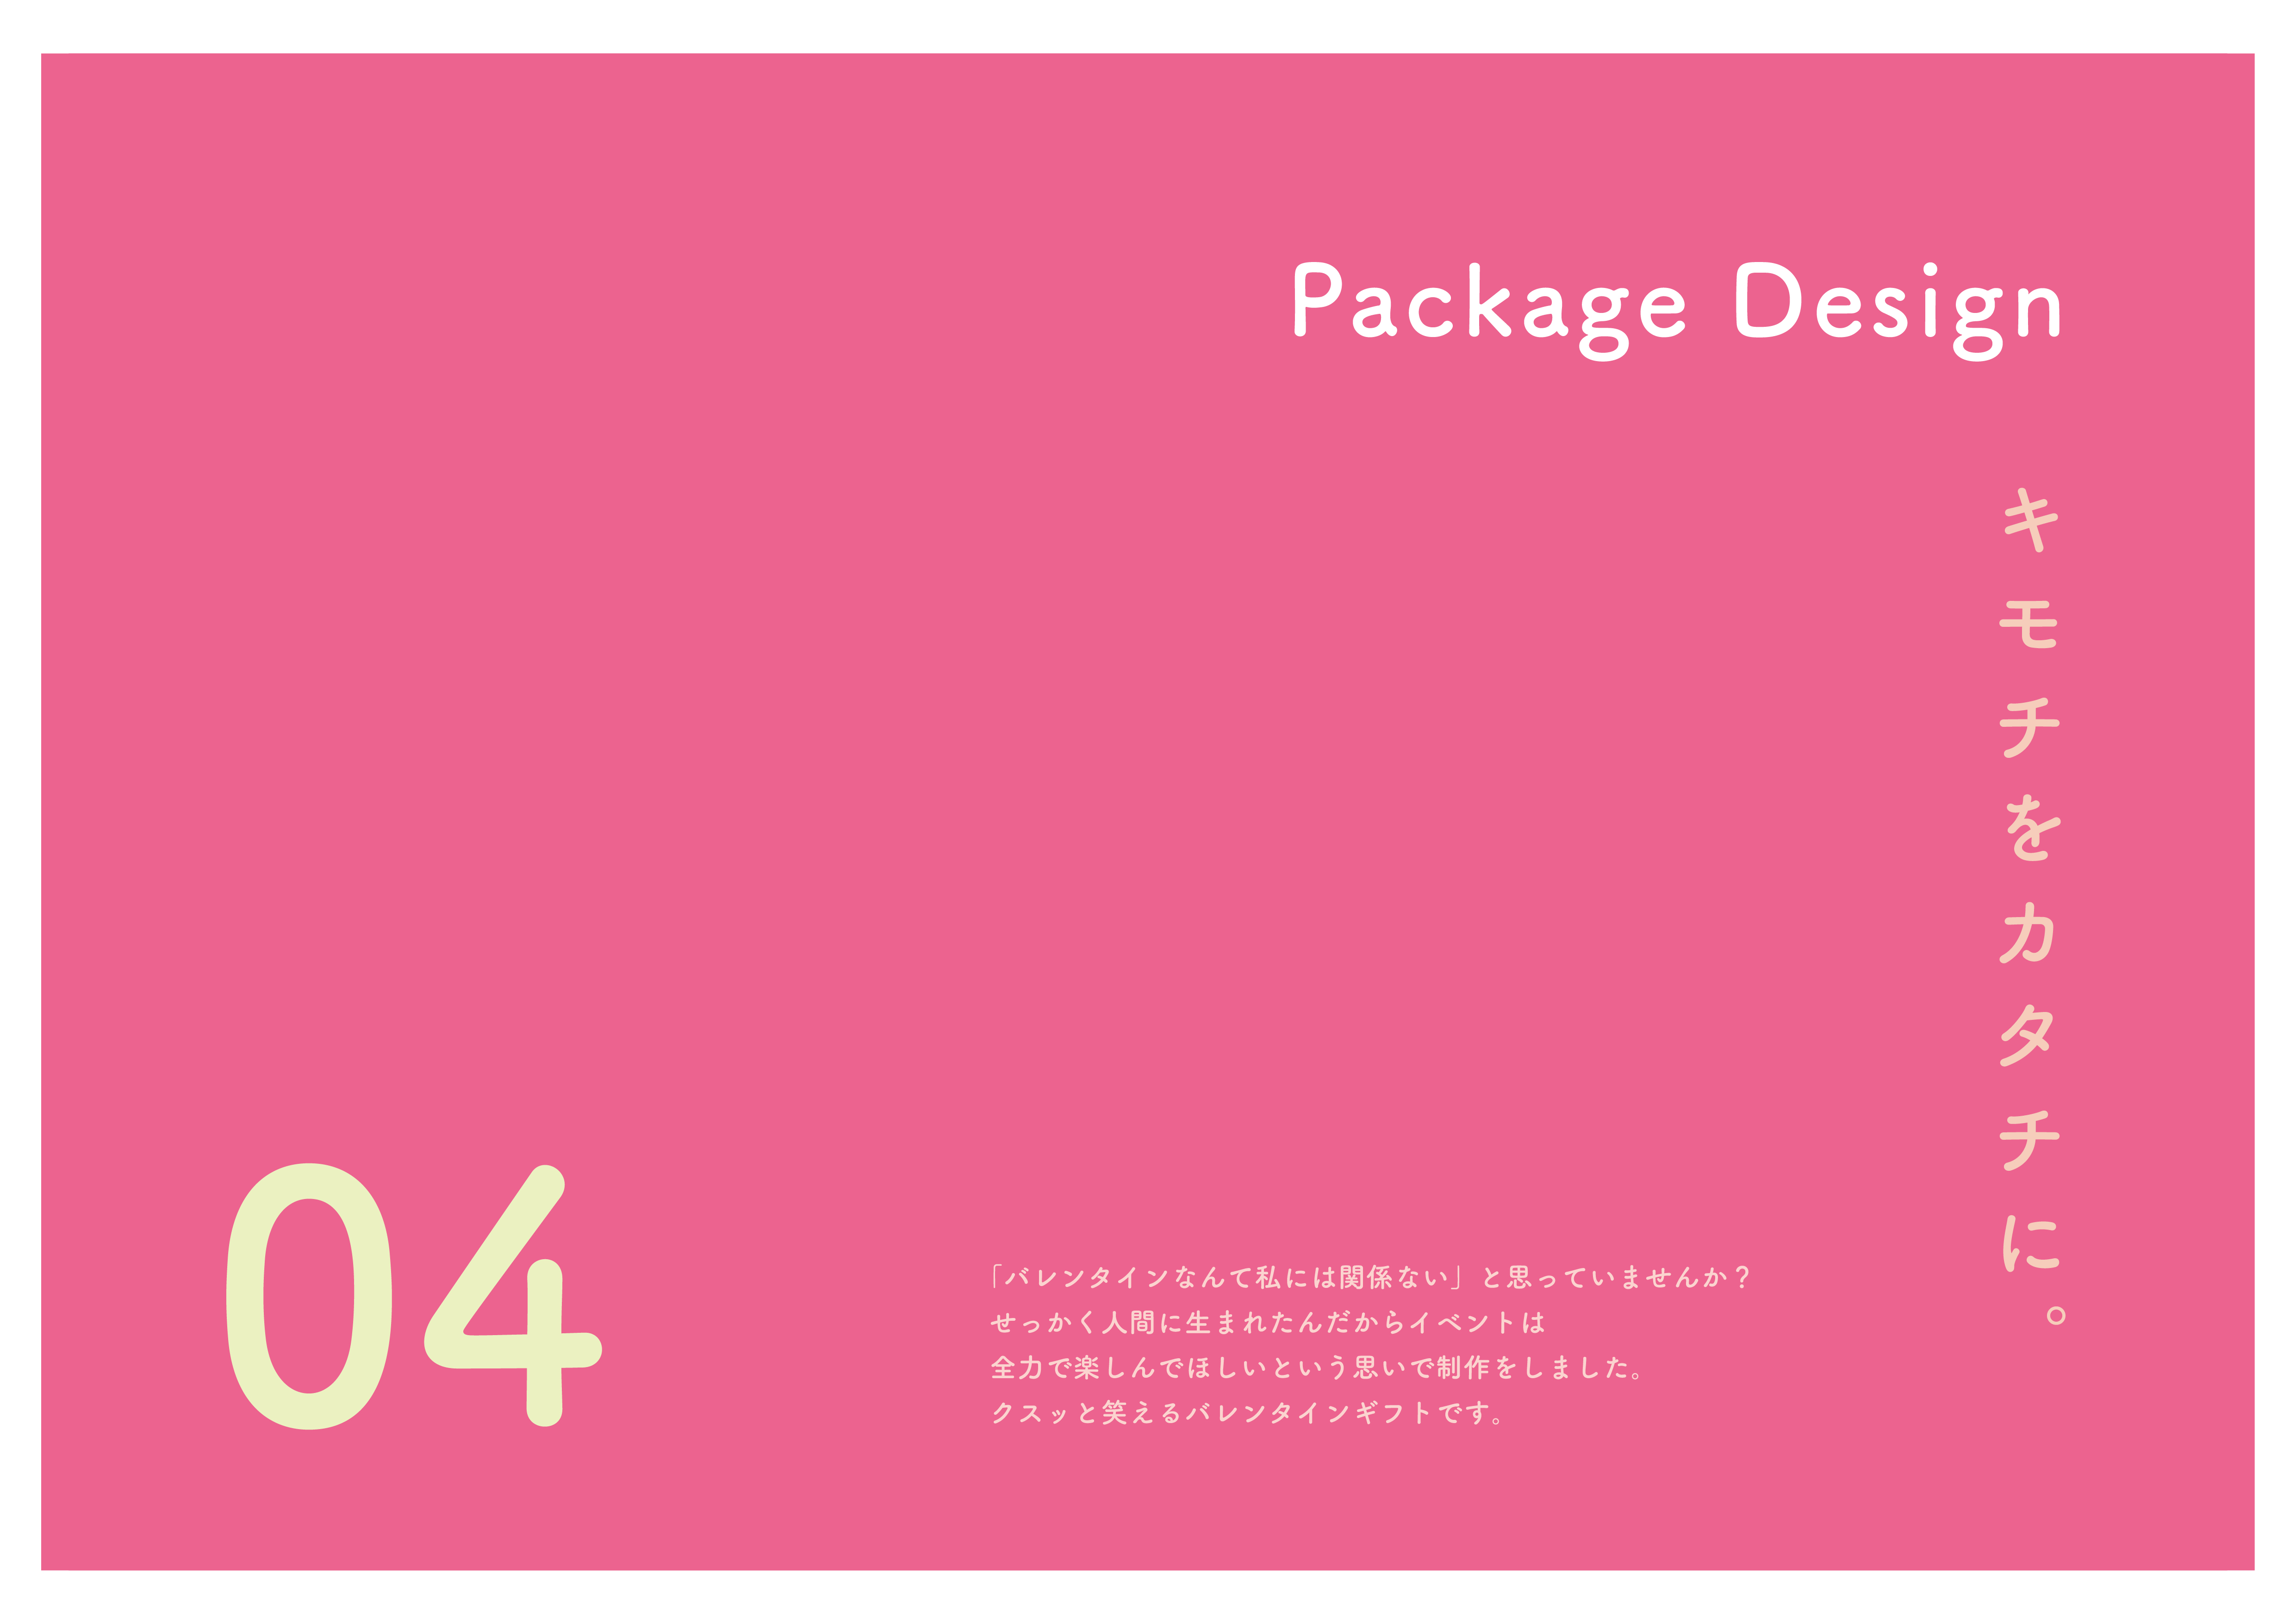 Package Design
キモチをカタチに。
04
「バレンタインなんて私には関係ない」と思っていませんか？
せっかく人間に生まれたんだからイベントは
全力で楽しんでほしいという思いで制作をしました。
クスッと笑えるバレンタインギフトです。